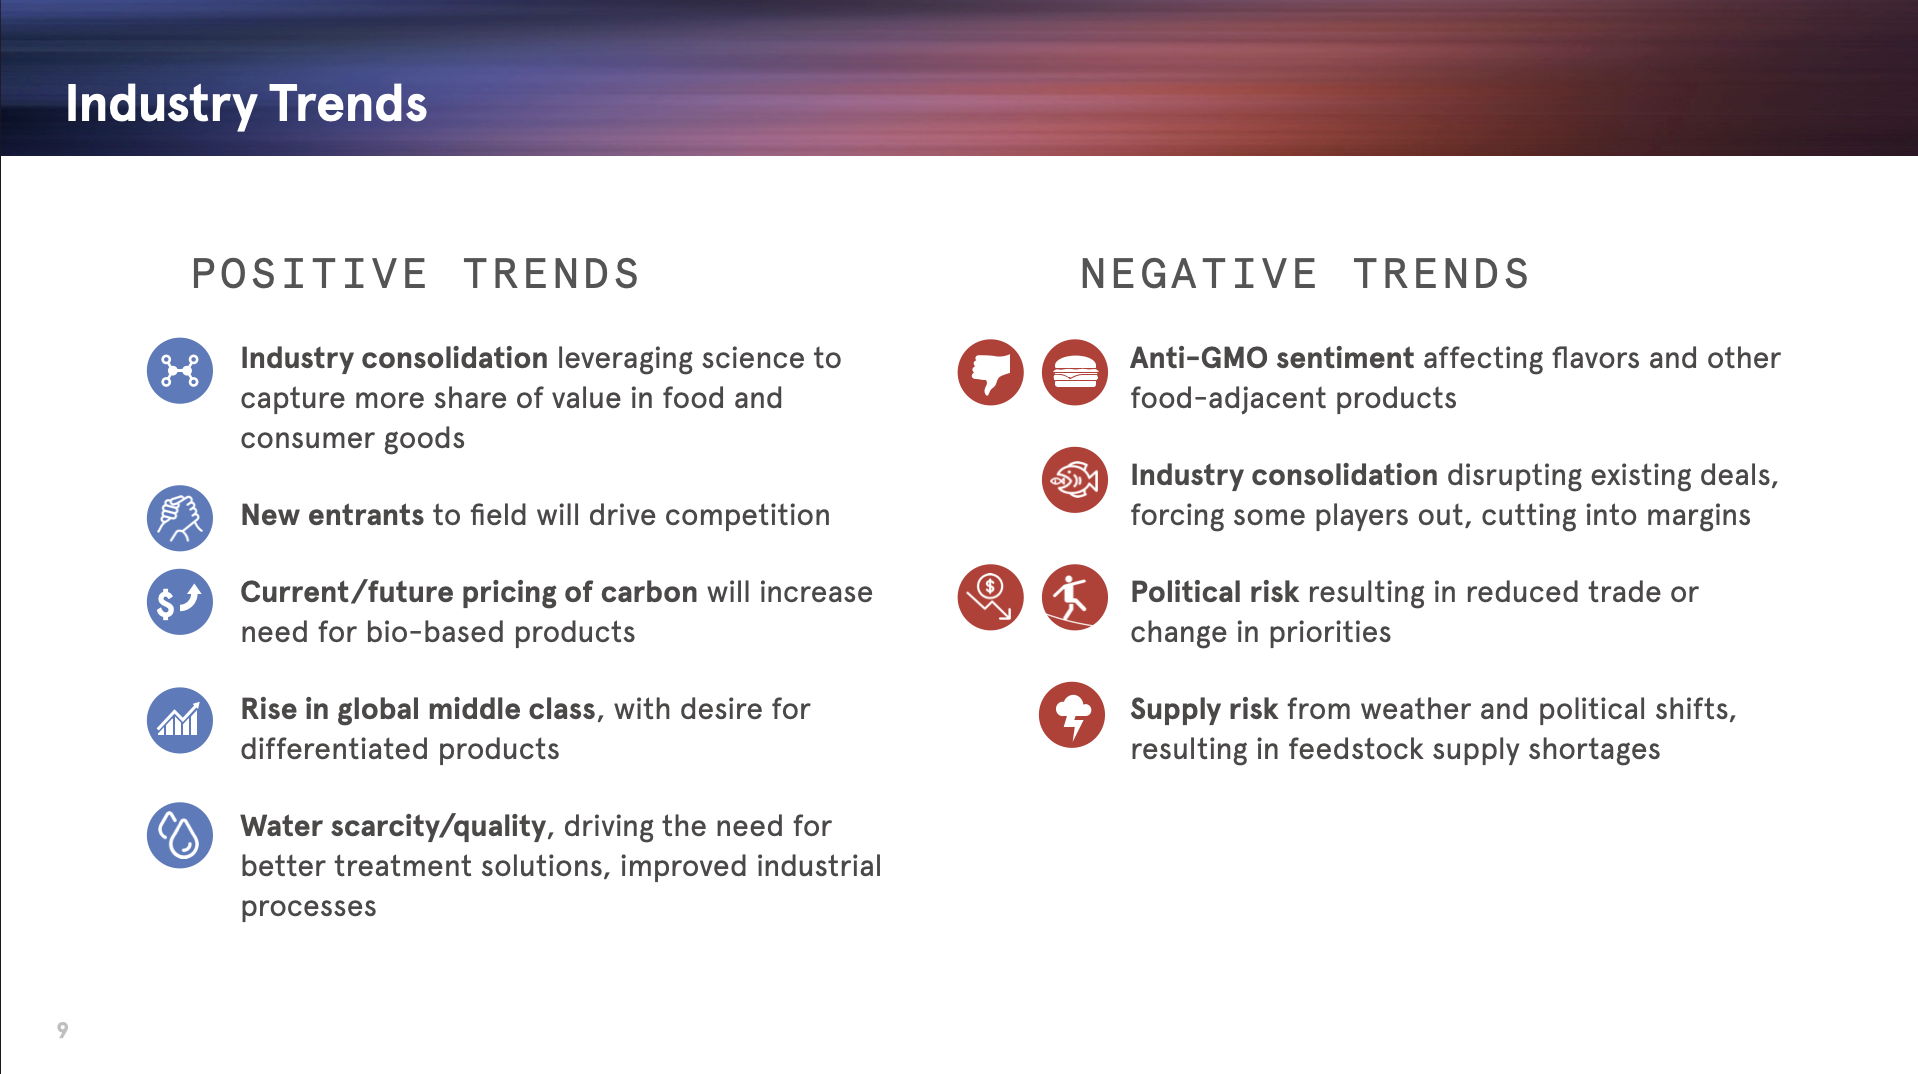 Industry Trends
POSITIVE TRENDS
Industry consolidation leveraging science to
capture more share of value in food and
consumer goods
New entrants to field will drive competition
$
Current/future pricing of carbon will increase
need for bio-based products
Rise in global middle class, with desire for
differentiated products
Water scarcity/quality, driving the need for
better treatment solutions, improved industrial
processes
NEGATIVE TRENDS
Anti-GMO sentiment affecting flavors and other
food-adjacent products
Industry consolidation disrupting existing deals,
forcing some players out, cutting into margins
$
Political risk resulting in reduced trade or
change in priorities
Supply risk from weather and political shifts,
resulting in feedstock supply shortages
9